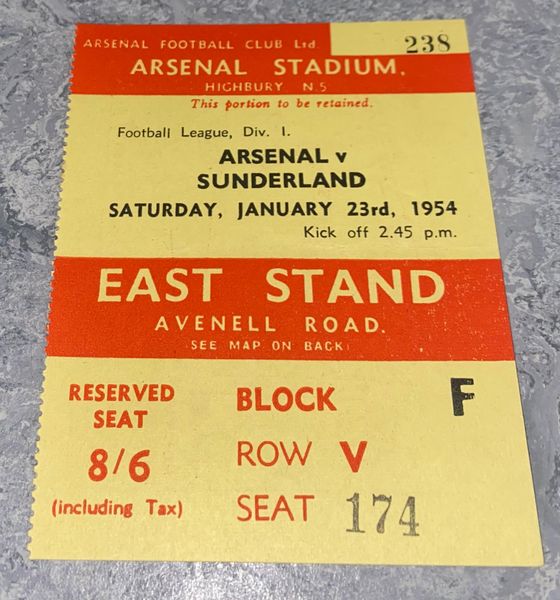 ARSENAL FOOTBALL CLUB Ltd.
238
ARSENAL STADIUM.
HIGHBURY N.5
This portion to be retained.
Football League, Div. I.
ARSENAL v
SUNDERLAND
SATURDAY, JANUARY 23rd, 1954
Kick off 2.45 p.m.
EAST STAND
AVENELL ROAD.
(SEE MAP ON BACK)
RESERVED
SEAT
8/6
(including Tax)
BLOCK F
ROW V
SEAT 174